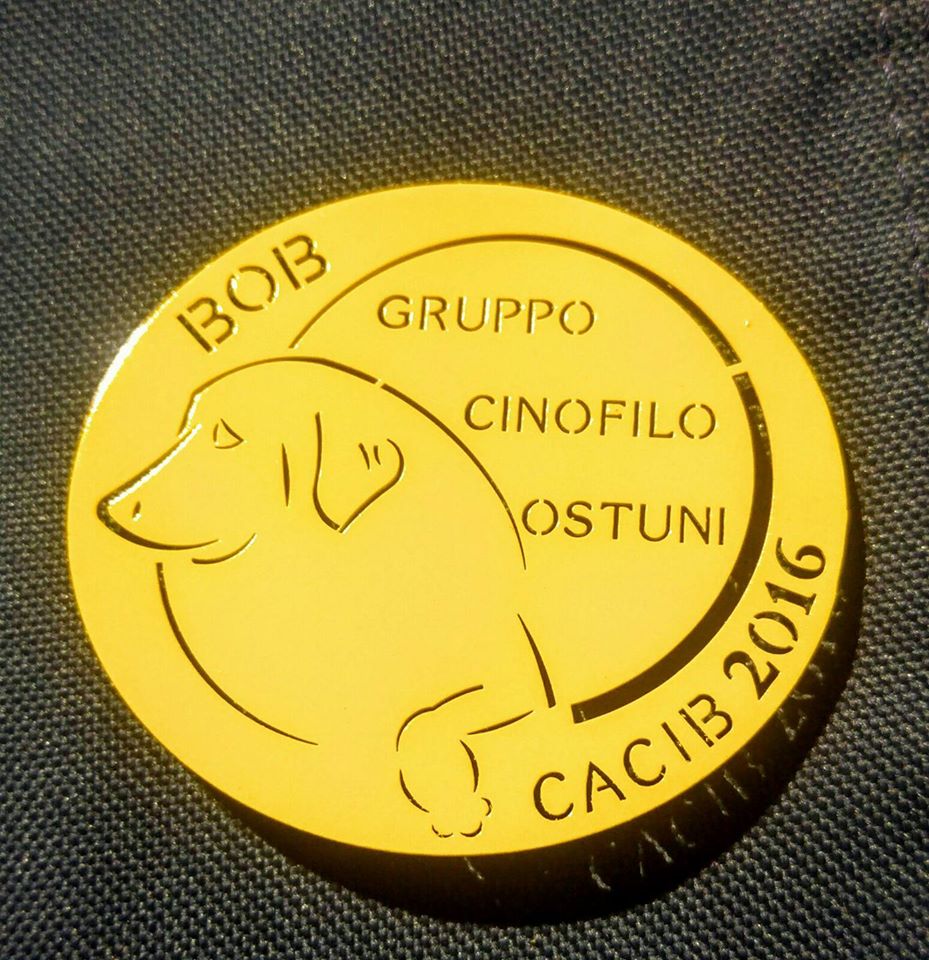 BOB
GRUPPO
CINOFILO
OSTUNI
CACIB 2016